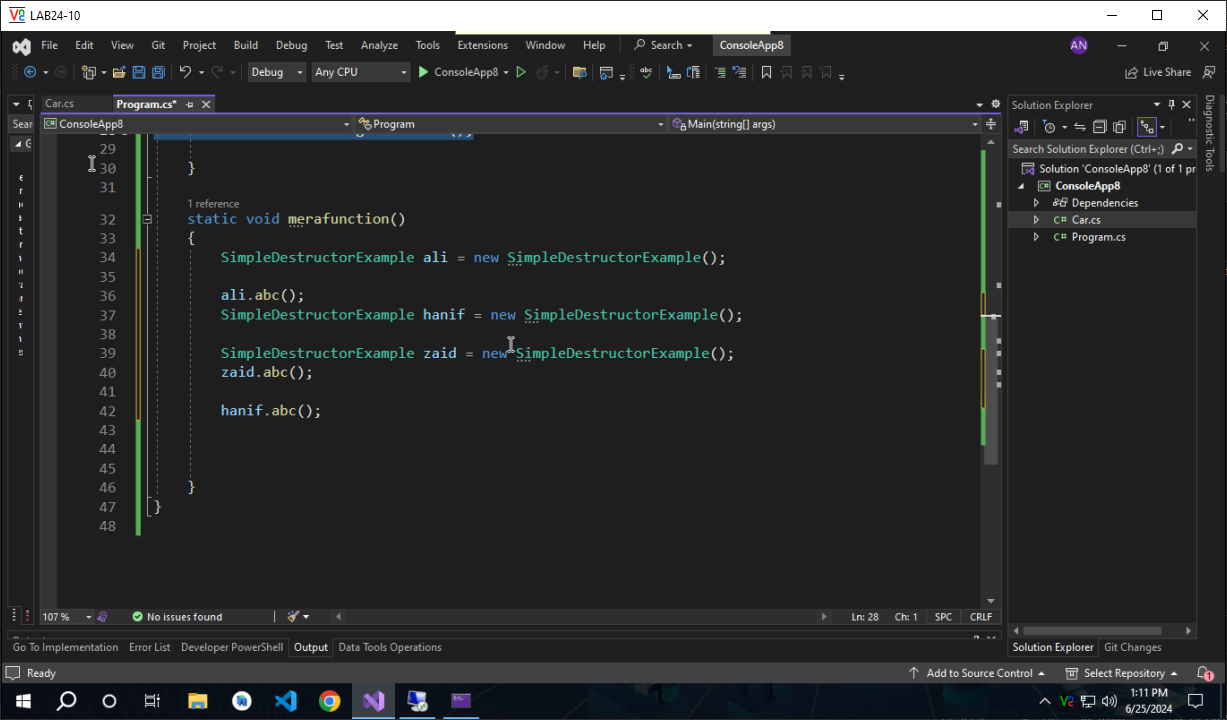 LAB24-10
File Edit View Git Project Build Debug Test Analyze Tools Extensions Window Help Search ConsoleApp8 AN
Debug Any CPU ConsoleApp8 Live Share
Car.cs Program.cs*
Sear ConsoleApp8 Program Main(string[] args)
29
30 }
31
1 reference
32 static void merafunction()
33 {
34 SimpleDestructorExample ali = new SimpleDestructorExample();
35
36 ali.abc();
37 SimpleDestructorExample hanif = new SimpleDestructorExample();
38
39 SimpleDestructorExample zaid = new SimpleDestructorExample();
40 zaid.abc();
41
42 hanif.abc();
43
44
45
46 }
47 }
48
107 % No issues found Ln: 28 Ch: 1 SPC CRLF
Solution Explorer
Search Solution Explorer (Ctrl+;)
Solution 'ConsoleApp8' (1 of 1 pr
ConsoleApp8
Dependencies
C# Car.cs
C# Program.cs
Diagnostic Tools
Go To Implementation Error List Developer PowerShell Output Data Tools Operations
Solution Explorer Git Changes
Ready Add to Source Control Select Repository 1
1:11 PM
6/25/2024